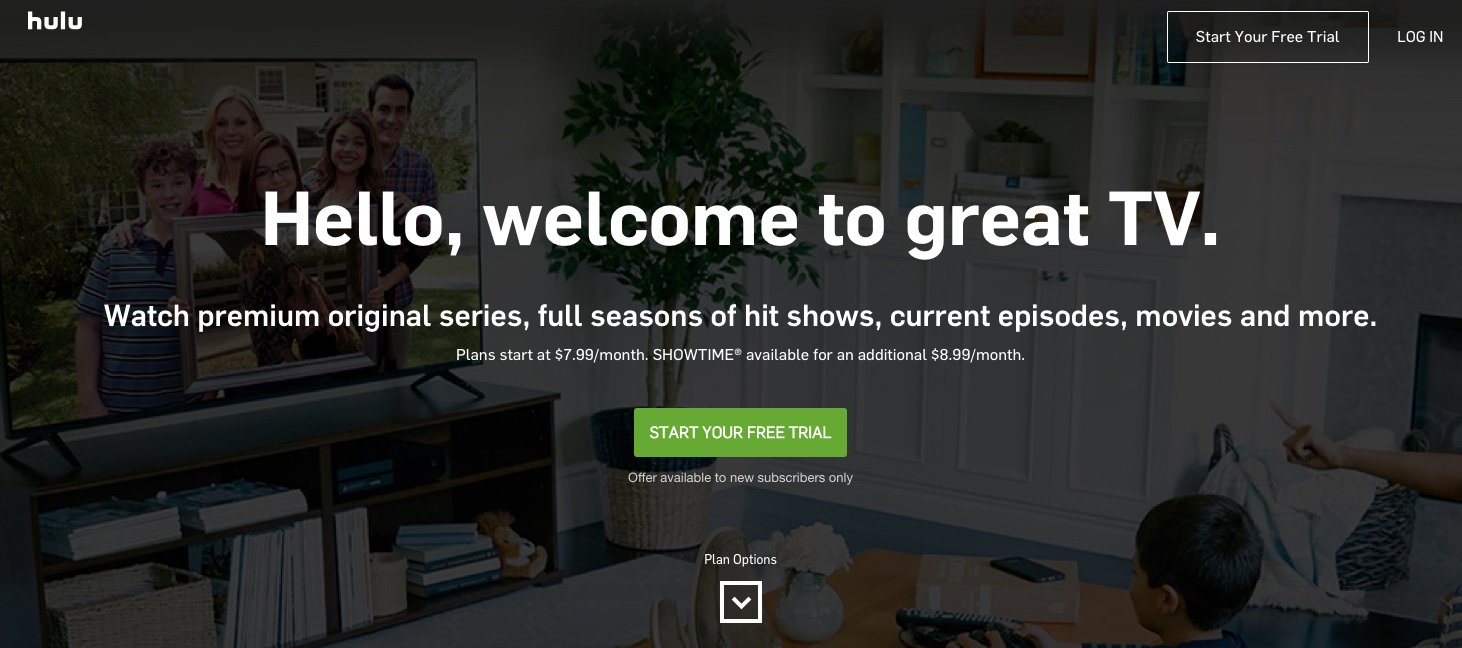 hulu
Start Your Free Trial
LOG IN
Hello, welcome to great TV.
Watch premium original series, full seasons of hit shows, current episodes, movies and more.
Plans start at $7.99/month. SHOWTIME® available for an additional $8.99/month.
START YOUR FREE TRIAL
Offer available to new subscribers only
Plan Options